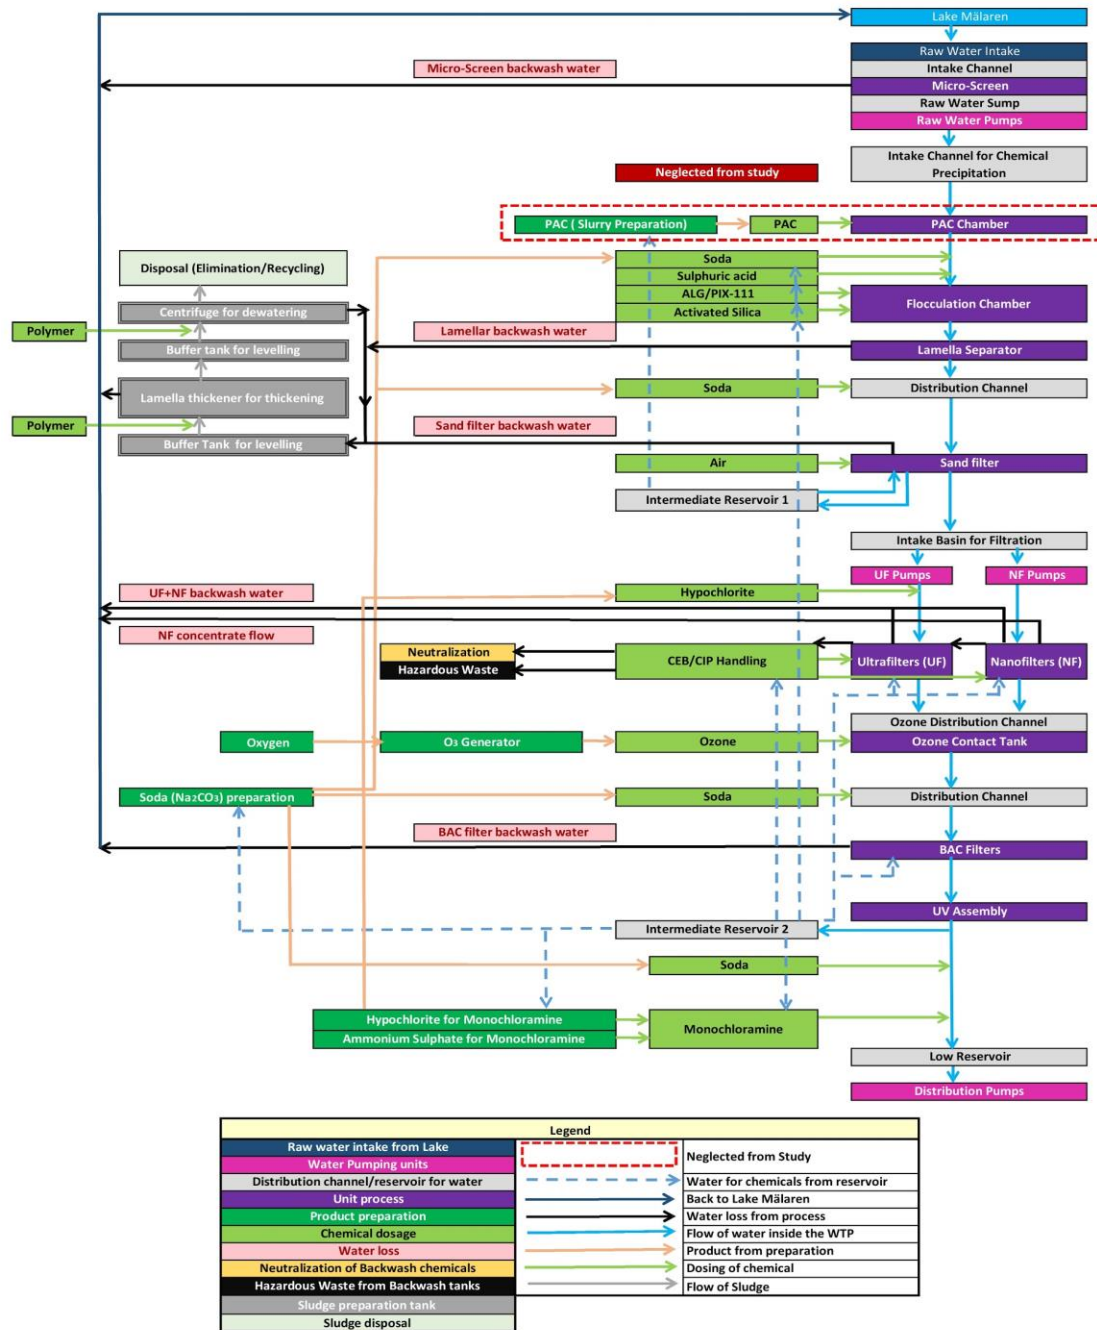 Lake Mälaren
Raw Water Intake
Micro-Screen backwash water
Intake Channel
Micro-Screen
Raw Water Sump
Raw Water Pumps
Intake Channel for Chemical
Precipitation
Neglected from study
PAC ( Slurry Preparation)
PAC
PAC Chamber
Soda
Disposal (Elimination/Recycling)
Sulphuric acid
ALG/PIX-111
Flocculation Chamber
Centrifuge for dewatering
Activated Silica
Polymer
Lamellar backwash water
Buffer tank for levelling
Lamella Separator
Lamella thickener for thickening
Soda
Distribution Channel
Polymer
Sand filter backwash water
Buffer Tank for levelling
Air
Sand filter
Intermediate Reservoir 1
Intake Basin for Filtration
UF Pumps
NF Pumps
UF+NF backwash water
Hypochlorite
NF concentrate flow
Neutralization
Hazardous Waste
CEB/CIP Handling
Ultrafilters (UF)
Nanofilters (NF)
Ozone Distribution Channel
Oxygen
O3 Generator
Ozone
Ozone Contact Tank
Soda (Na2CO3) preparation
Soda
Distribution Channel
BAC filter backwash water
BAC Filters
UV Assembly
Intermediate Reservoir 2
Soda
Hypochlorite for Monochloramine
Monochloramine
Ammonium Sulphate for Monochloramine
Low Reservoir
Distribution Pumps
Legend
Raw water intake from Lake
Neglected from Study
Water Pumping units
Distribution channel/reservoir for water
Water for chemicals from reservoir
Unit process
Back to Lake Mälaren
Product preparation
Water loss from process
Chemical dosage
Flow of water inside the WTP
Water loss
Product from preparation
Neutralization of Backwash chemicals
Dosing of chemical
Hazardous Waste from Backwash tanks
Flow of Sludge
Sludge preparation tank
Sludge disposal